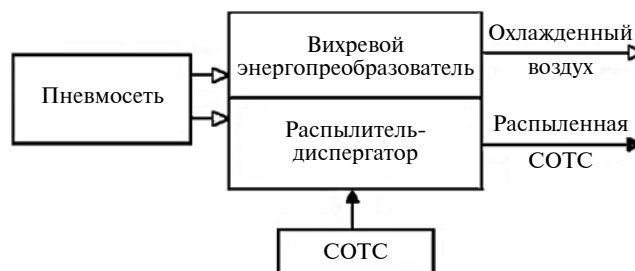 Пневмосеть
Вихревой
энергопреобразователь
Распылитель-
диспергатор
Охлажденный
воздух
Распыленная
СОТС
СОТС